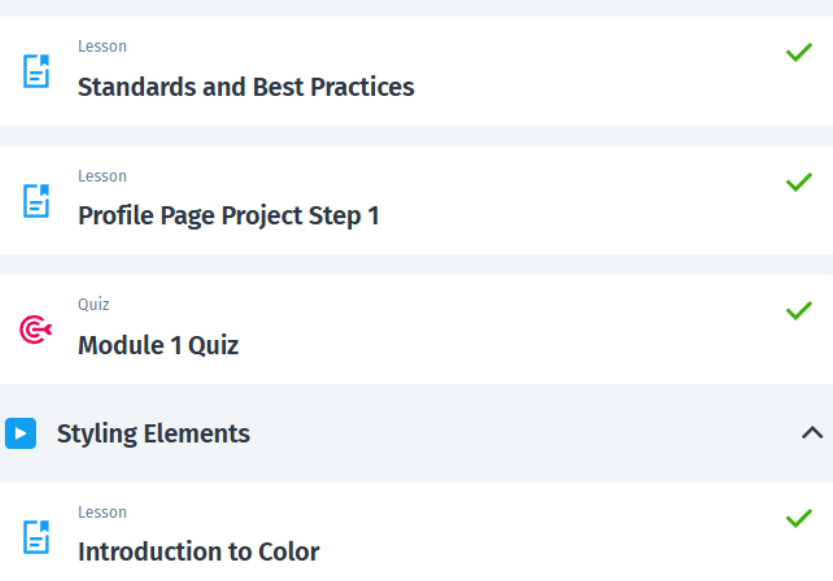 Lesson
Standards and Best Practices
Lesson
Profile Page Project Step 1
Quiz
Module 1 Quiz
Styling Elements
Lesson
Introduction to Color